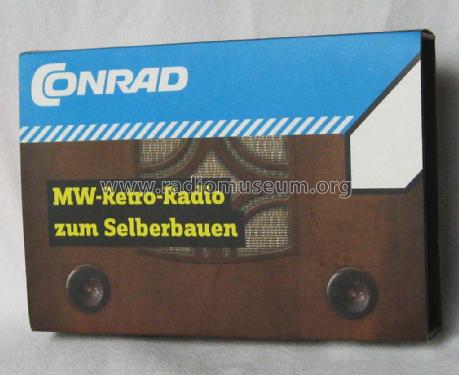 CONRAD
www.radiomuseum.org
MW-Retro-Radio
zum Selberbauen